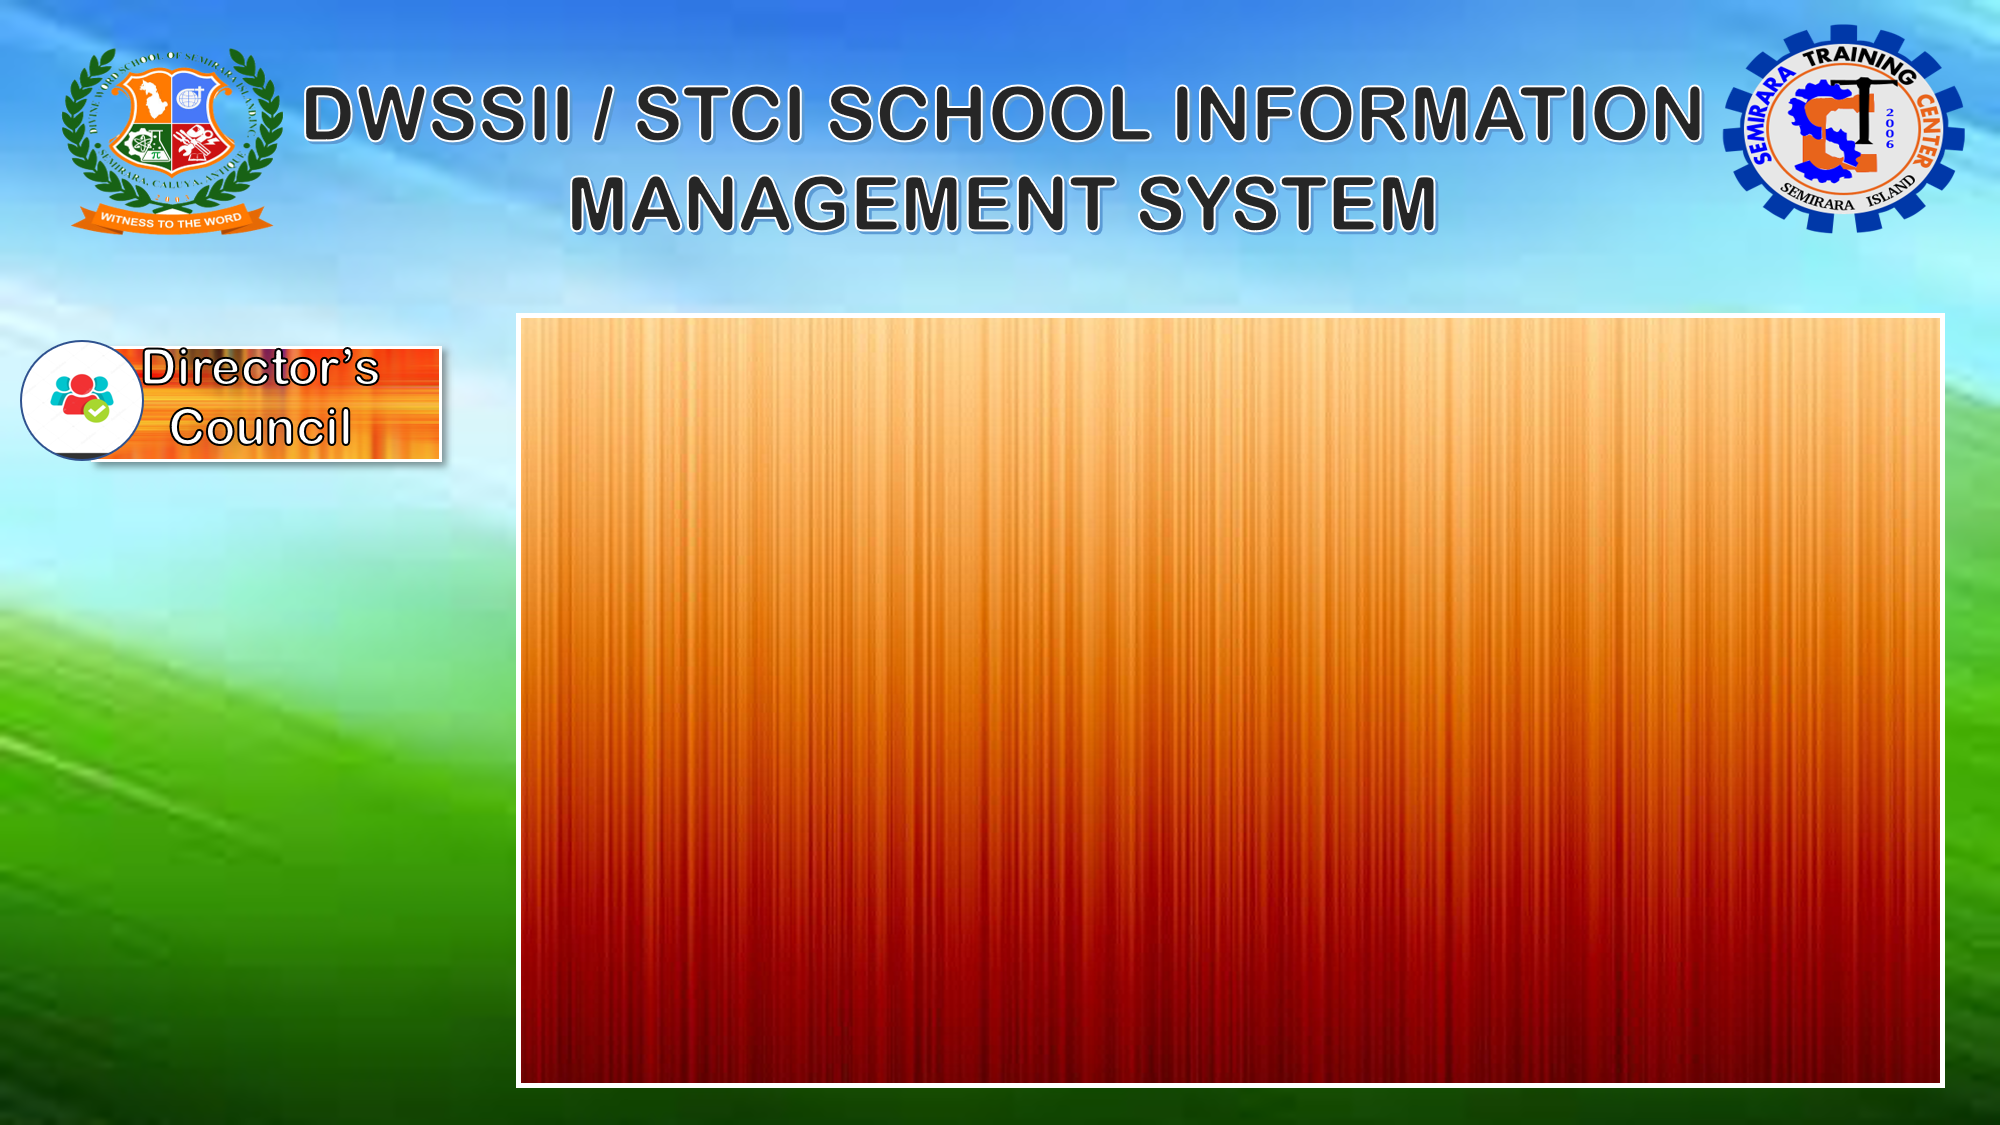 DIVINE WORD SCHOOL OF SEMIRARA ISLAND, INC.
SEMIRARA, CALUYA, ANTIQUE
WITNESS TO THE WORD
DWSSII / STCI SCHOOL INFORMATION
MANAGEMENT SYSTEM
SEMIRARA TRAINING CENTER
2006
SEMIRARA ISLAND
Director’s
Council